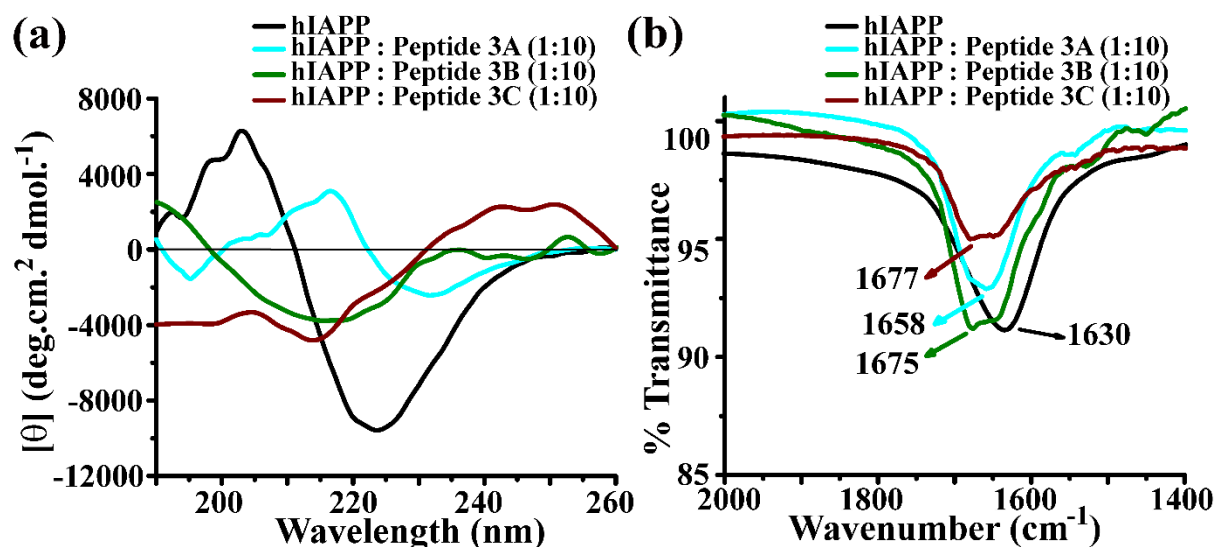 (a)
hIAPP
hIAPP : Peptide 3A (1:10)
hIAPP : Peptide 3B (1:10)
hIAPP : Peptide 3C (1:10)
8000
4000
0
-4000
-8000
-12000
[θ] (deg.cm.² dmol.⁻¹)
200
220
240
260
Wavelength (nm)
(b)
hIAPP
hIAPP : Peptide 3A (1:10)
hIAPP : Peptide 3B (1:10)
hIAPP : Peptide 3C (1:10)
100
95
90
85
% Transmittance
1677
1658
1675
1630
2000
1800
1600
1400
Wavenumber (cm⁻¹)